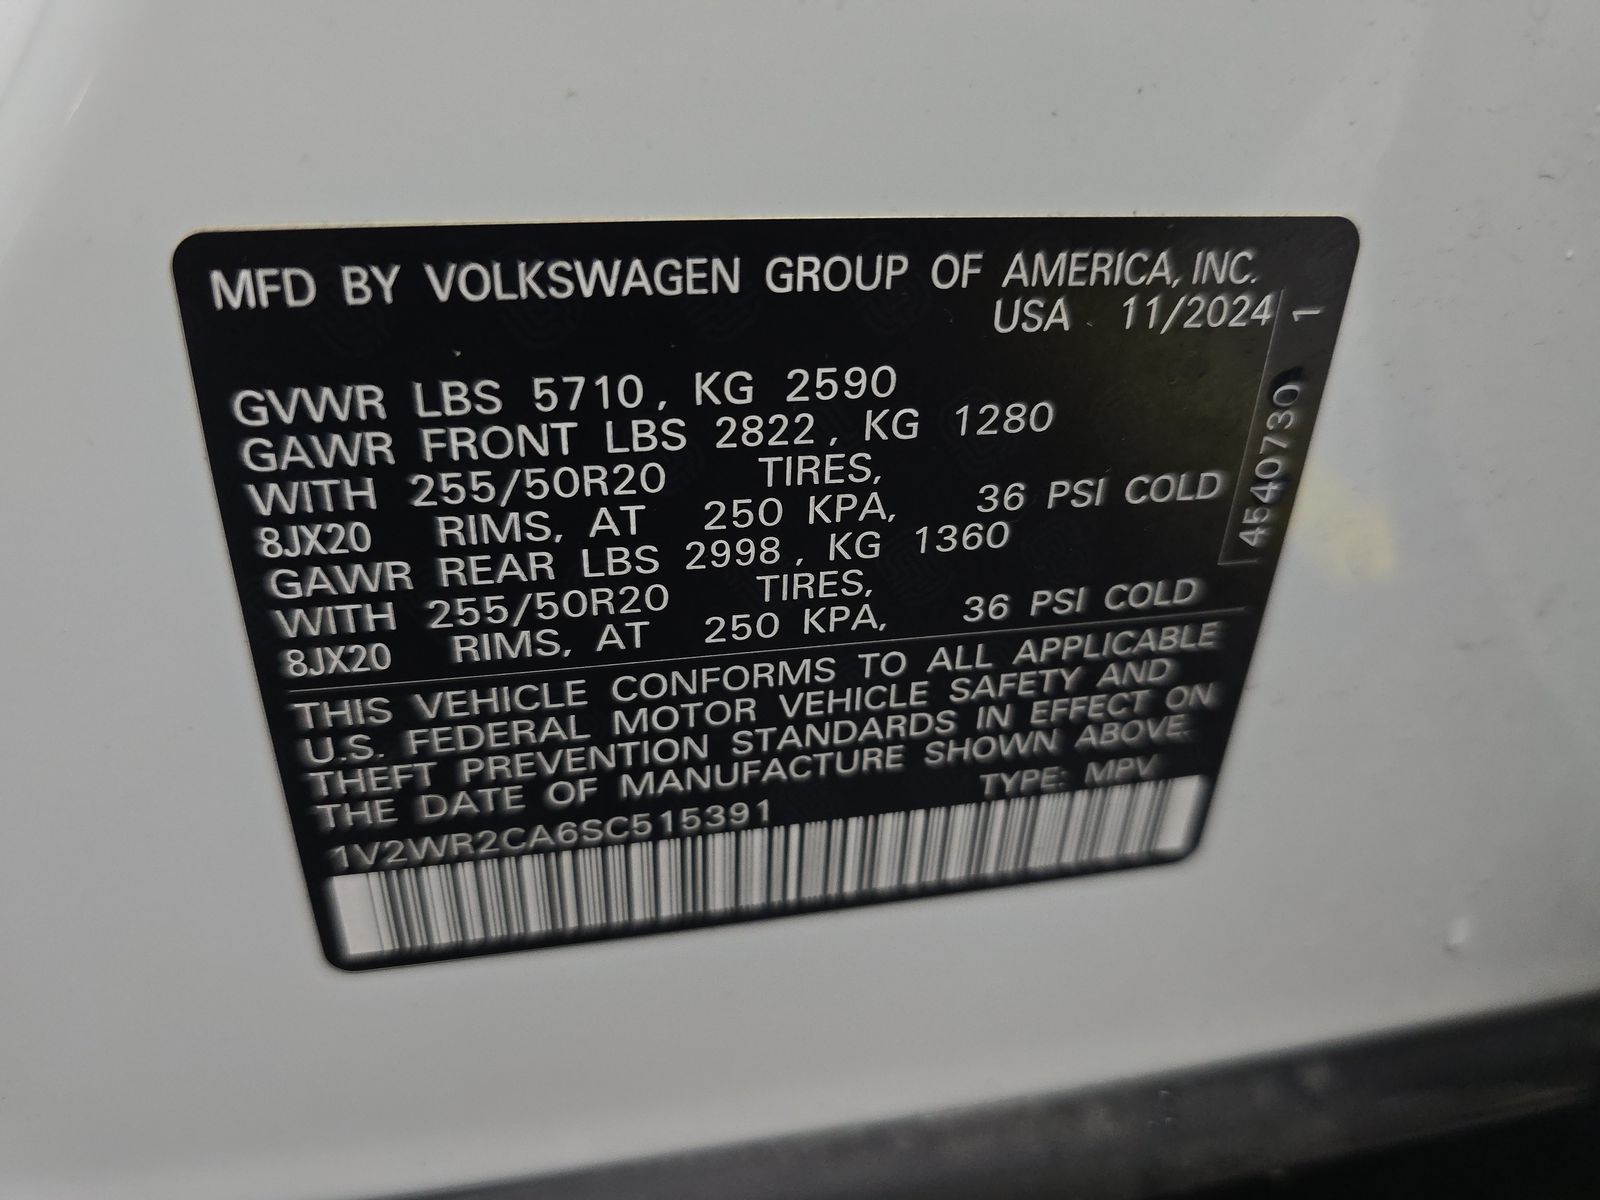 MFD BY VOLKSWAGEN GROUP OF AMERICA, INC.
USA 11/2024
GVWR LBS 5710, KG 2590
GAWR FRONT LBS 2822, KG 1280
WITH 255/50R20 TIRES,
8JX20 RIMS, AT 250 KPA, 36 PSI COLD
GAWR REAR LBS 2998, KG 1360
WITH 255/50R20 TIRES,
8JX20 RIMS, AT 250 KPA, 36 PSI COLD
THIS VEHICLE CONFORMS TO ALL APPLICABLE
U.S. FEDERAL MOTOR VEHICLE SAFETY AND
THEFT PREVENTION STANDARDS IN EFFECT ON
THE DATE OF MANUFACTURE SHOWN ABOVE.
1V2WR2CA6SC515391 TYPE: MPV
4540730 1